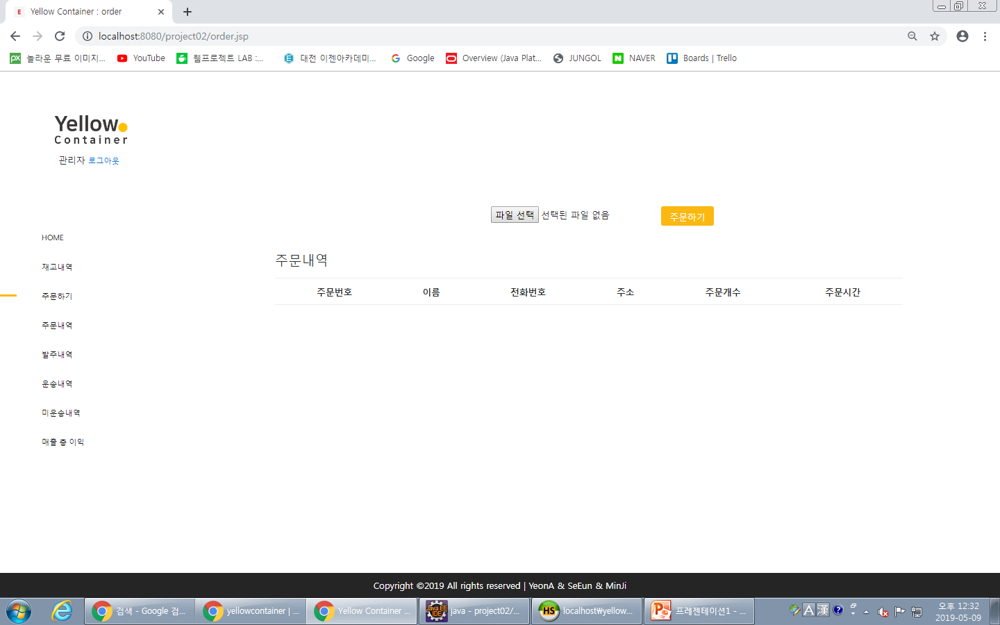 E Yellow Container : order
localhost:8080/project02/order.jsp
px 놀라운 무료 이미지... YouTube 웹프로젝트 LAB :... 대전 이젠아카데미... Google Overview (Java Plat... JUNGOL NAVER Boards | Trello
Yellow
Container
관리자 로그아웃
파일 선택 선택된 파일 없음 주문하기
HOME
재고내역
주문하기
주문내역
발주내역
운송내역
미운송내역
매출 총 이익
주문내역
주문번호 이름 전화번호 주소 주문개수 주문시간
Copyright ©2019 All rights reserved | YeonA & SeEun & MinJi
검색 - Google 검... yellowcontainer | ... Yellow Container ... Java EE IDE java - project02/... HS localhost₩yellow... 프레젠테이션1 - ... A 漢 오후 12:32
2019-05-09